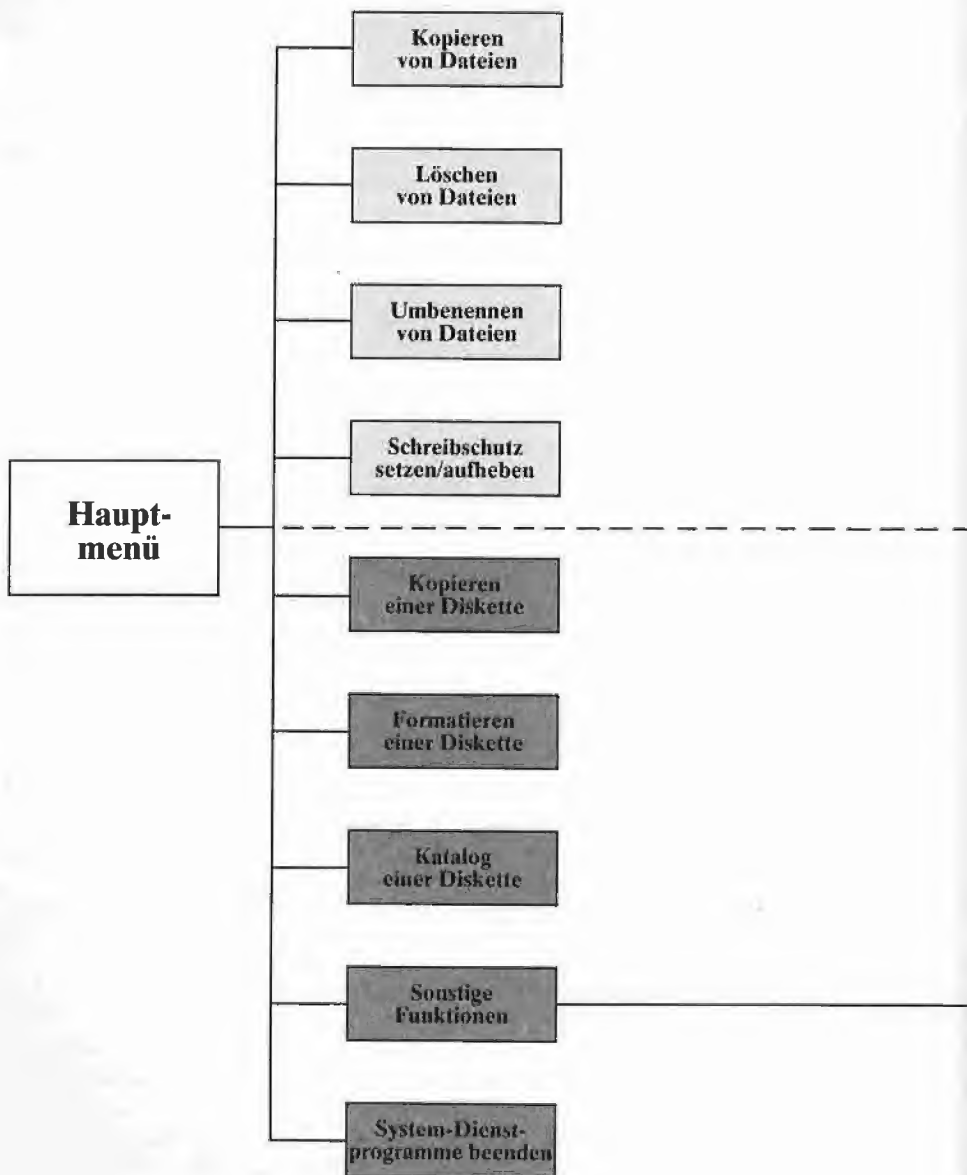 Kopieren
von Dateien
Löschen
von Dateien
Umbenennen
von Dateien
Schreibschutz
setzen/aufheben
Haupt-
menü
Kopieren
einer Diskette
Formatieren
einer Diskette
Katalog
einer Diskette
Sonstige
Funktionen
System-Dienst-
programme beenden